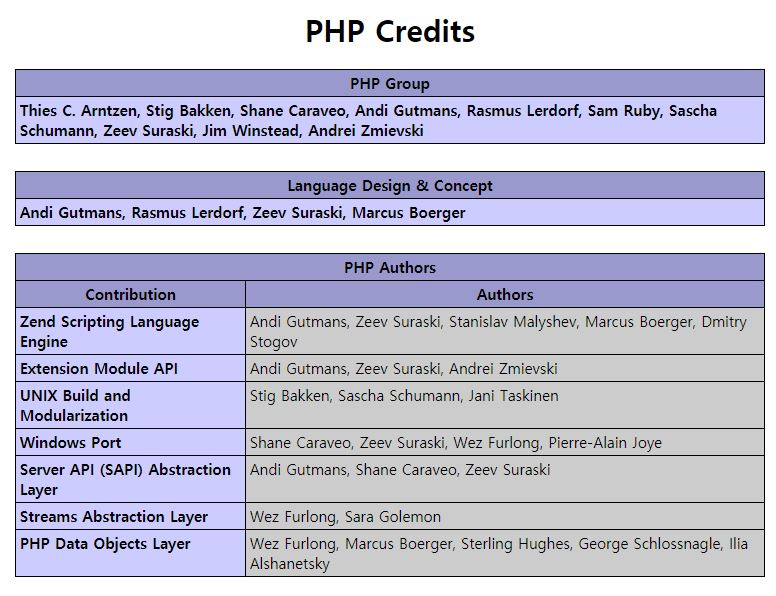 PHP Credits
PHP Group
Thies C. Arntzen, Stig Bakken, Shane Caraveo, Andi Gutmans, Rasmus Lerdorf, Sam Ruby, Sascha
Schumann, Zeev Suraski, Jim Winstead, Andrei Zmievski
Language Design & Concept
Andi Gutmans, Rasmus Lerdorf, Zeev Suraski, Marcus Boerger
PHP Authors
Contribution Authors
Zend Scripting Language Andi Gutmans, Zeev Suraski, Stanislav Malyshev, Marcus Boerger, Dmitry
Engine Stogov
Extension Module API Andi Gutmans, Zeev Suraski, Andrei Zmievski
UNIX Build and Stig Bakken, Sascha Schumann, Jani Taskinen
Modularization
Windows Port Shane Caraveo, Zeev Suraski, Wez Furlong, Pierre-Alain Joye
Server API (SAPI) Abstraction Andi Gutmans, Shane Caraveo, Zeev Suraski
Layer
Streams Abstraction Layer Wez Furlong, Sara Golemon
PHP Data Objects Layer Wez Furlong, Marcus Boerger, Sterling Hughes, George Schlossnagle, Ilia
Alshanetsky